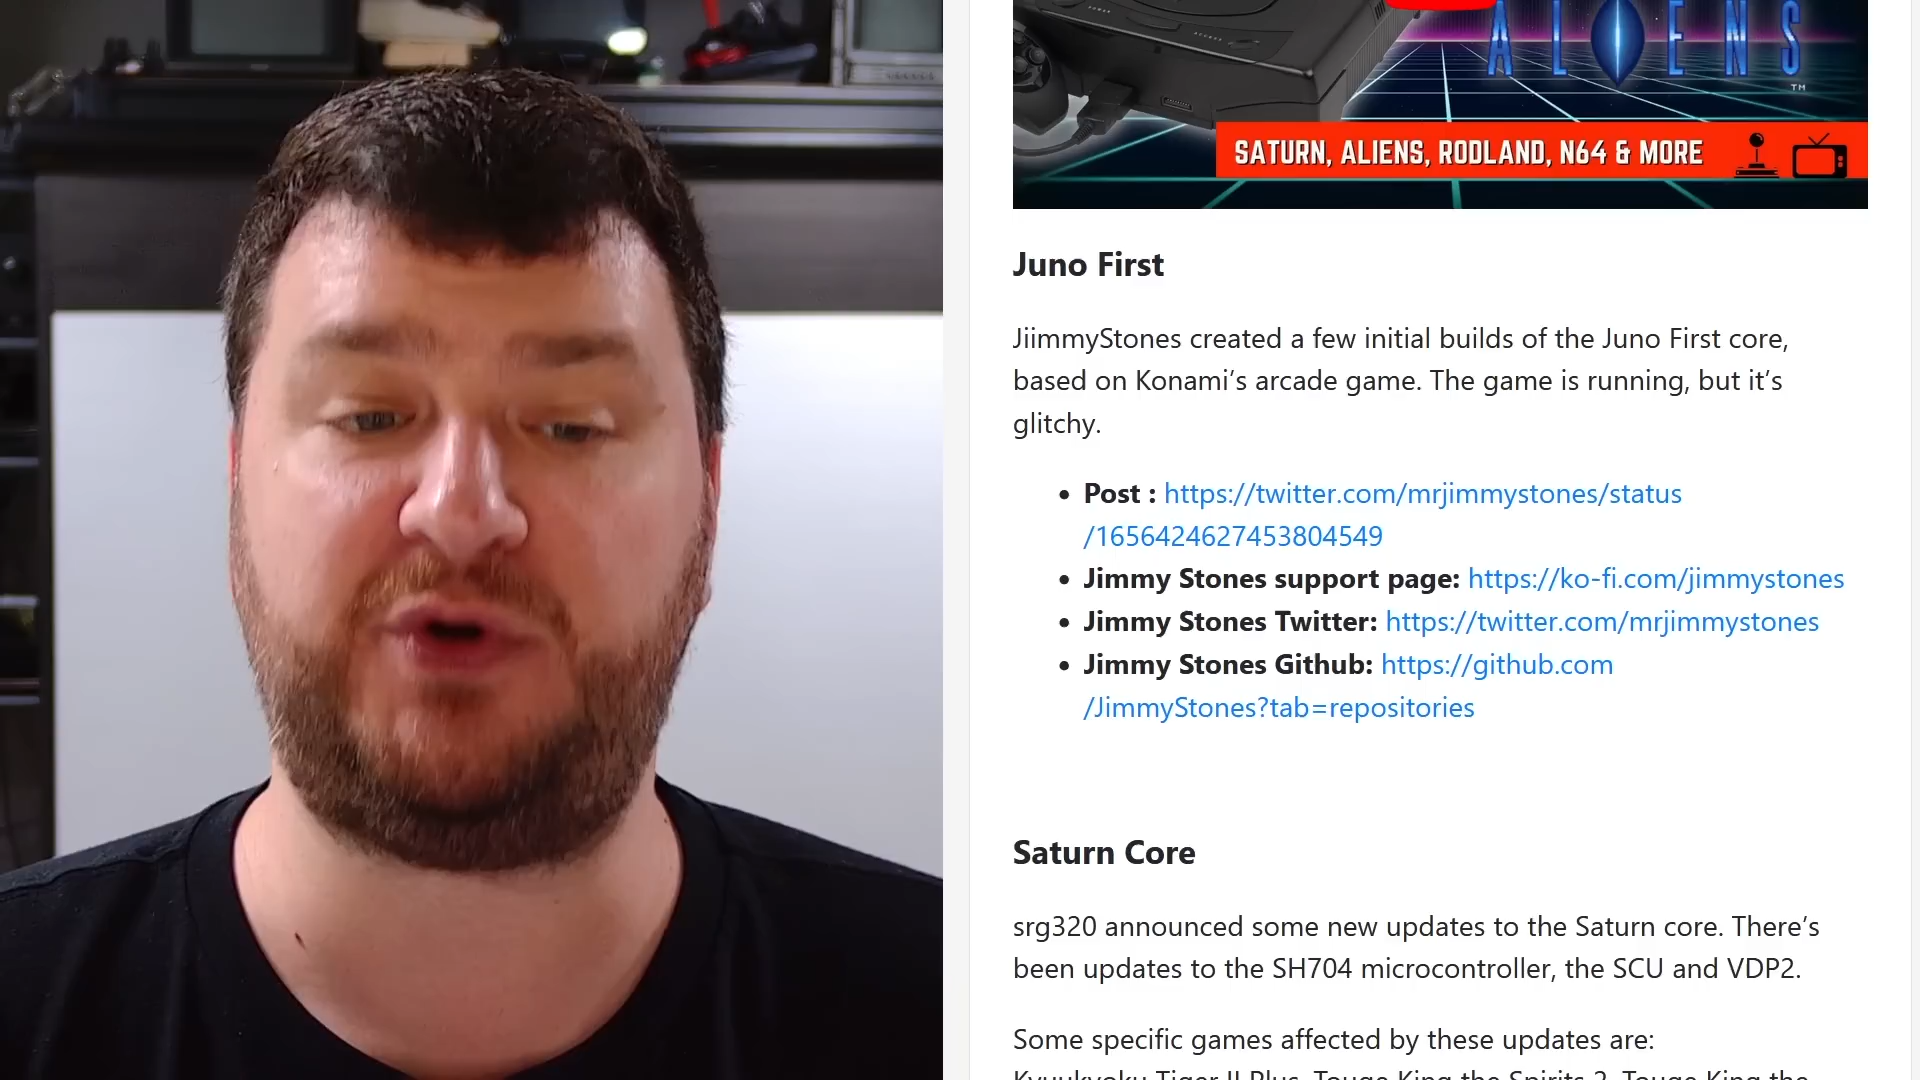 ALIENS
TM
SATURN, ALIENS, RODLAND, N64 & MORE
Juno First
JiimmyStones created a few initial builds of the Juno First core,
based on Konami’s arcade game. The game is running, but it’s
glitchy.
• Post : https://twitter.com/mrjimmystones/status
/1656424627453804549
• Jimmy Stones support page: https://ko-fi.com/jimmystones
• Jimmy Stones Twitter: https://twitter.com/mrjimmystones
• Jimmy Stones Github: https://github.com
/JimmyStones?tab=repositories
Saturn Core
srg320 announced some new updates to the Saturn core. There’s
been updates to the SH704 microcontroller, the SCU and VDP2.
Some specific games affected by these updates are:
Kyuukyoku Tiger II Plus, Touge King the Spirits 2, Touge King the